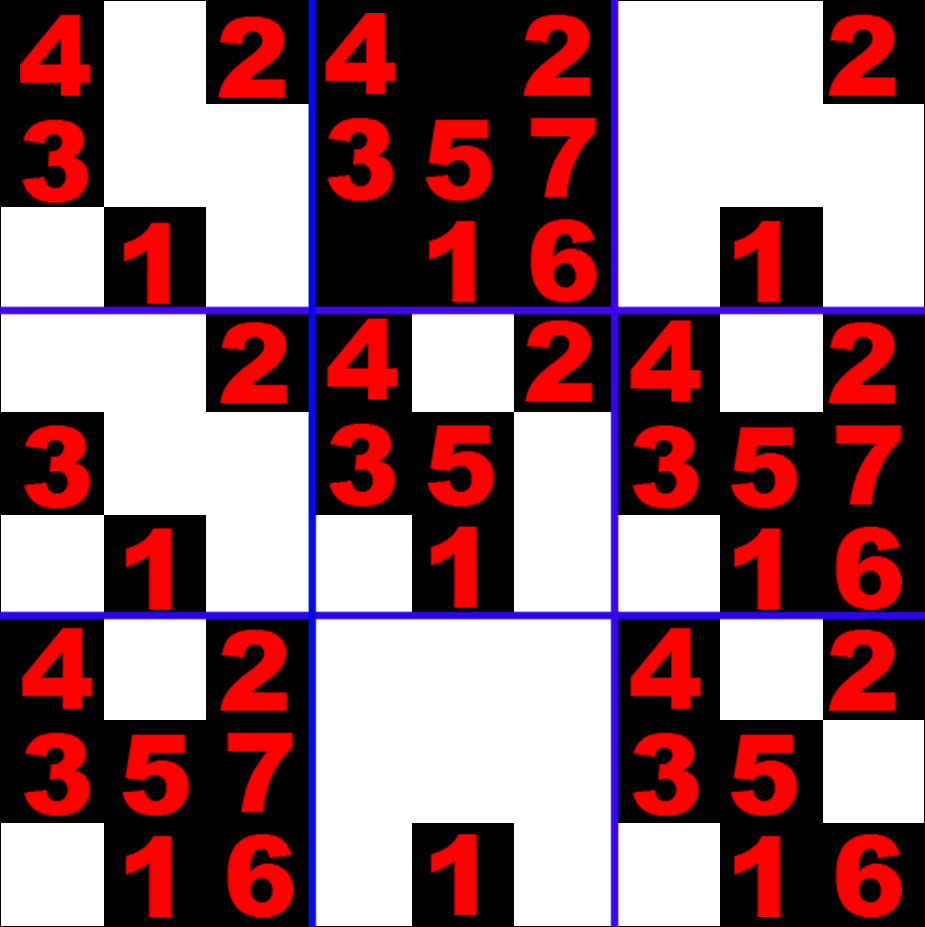 4 2 4 2 2
3 3 5 7
1 1 6 1
2 4 2 4 2
3 3 5 3 5 7
1 1 1 6
4 2 4 2
3 5 7 3 5
1 6 1 1 6